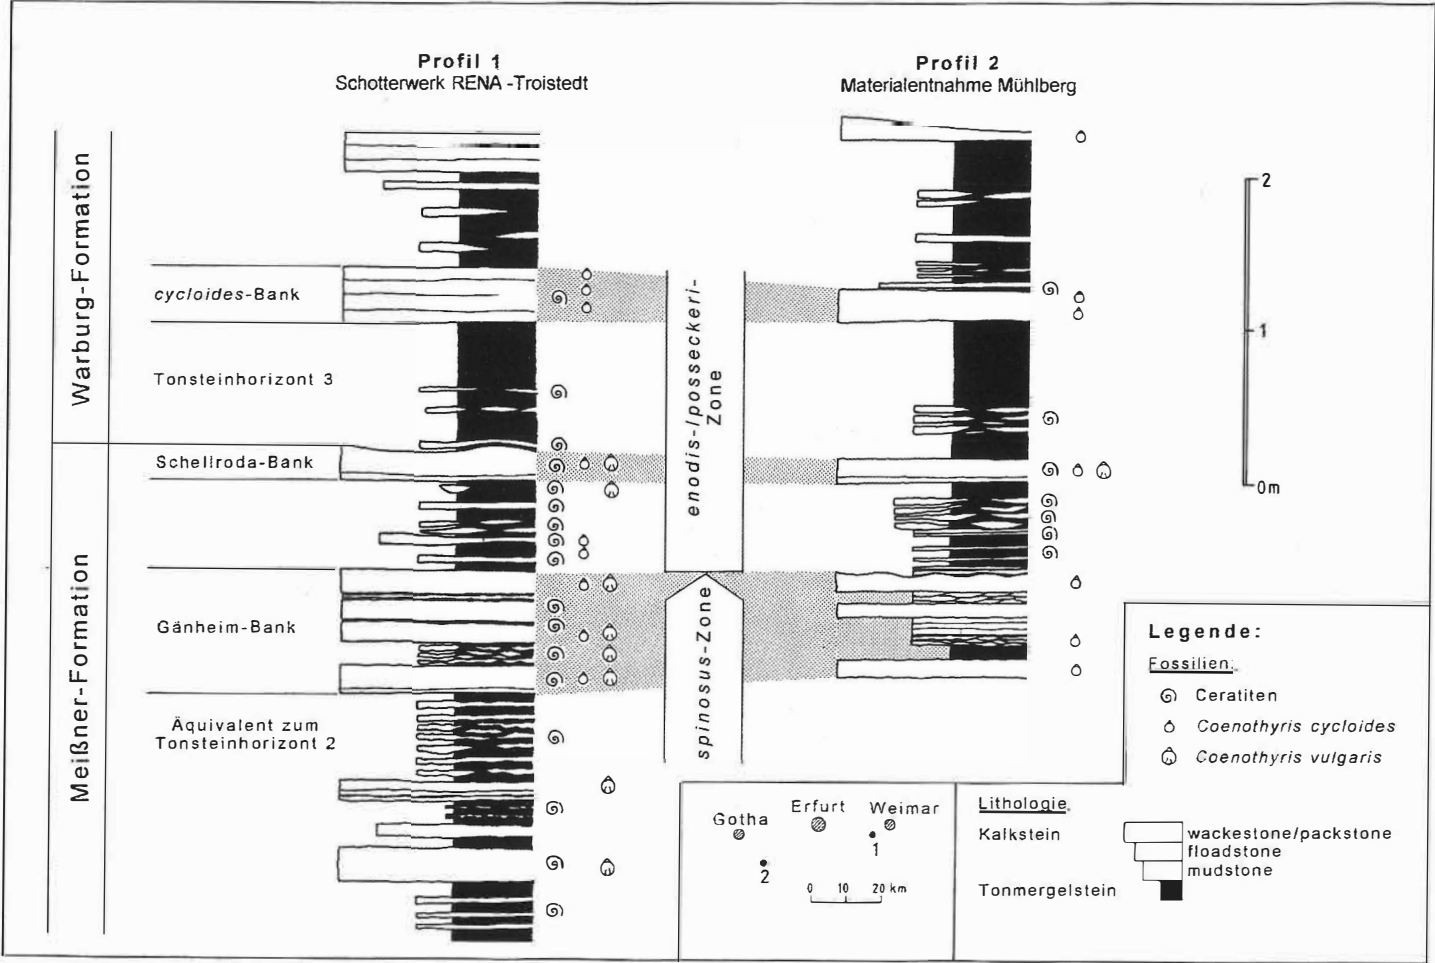 Profil 1
Schotterwerk RENA -Troistedt
Profil 2
Materialentnahme Mühlberg
Warburg-Formation
Meißner-Formation
cycloides-Bank
Tonsteinhorizont 3
Schellroda-Bank
Gänheim-Bank
Äquivalent zum
Tonsteinhorizont 2
enodis-/posseckeri-
Zone
spinosus-Zone
2
1
0m
Gotha
Erfurt
Weimar
1
2
0 10 20 km
Legende:
Fossilien:
Ceratiten
Coenothyris cycloides
Coenothyris vulgaris
Lithologie
Kalkstein
wackestone/packstone
floadstone
mudstone
Tonmergelstein